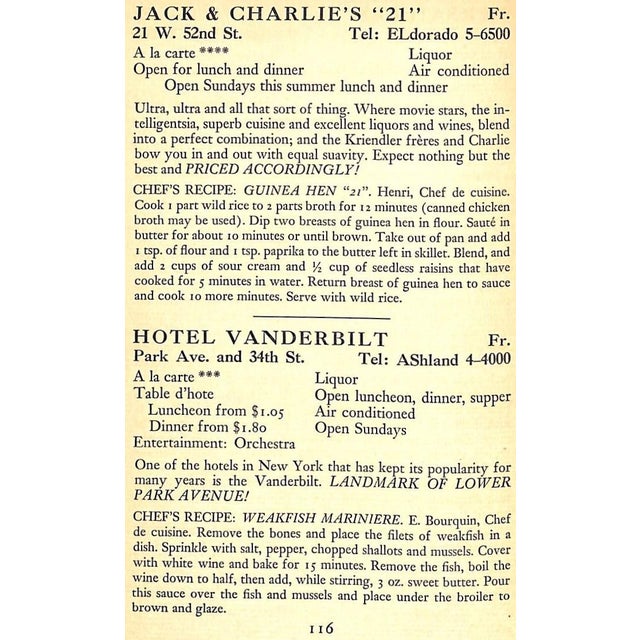 JACK & CHARLIE'S "21" Fr.
21 W. 52nd St. Tel: ELdorado 5-6500
A la carte **** Liquor
Open for lunch and dinner Air conditioned
Open Sundays this summer lunch and dinner
Ultra, ultra and all that sort of thing. Where movie stars, the in-
telligentsia, superb cuisine and excellent liquors and wines, blend
into a perfect combination; and the Kriendler frères and Charlie
bow you in and out with equal suavity. Expect nothing but the
best and PRICED ACCORDINGLY!
CHEF'S RECIPE: GUINEA HEN "21". Henri, Chef de cuisine.
Cook 1 part wild rice to 2 parts broth for 12 minutes (canned chicken
broth may be used). Dip two breasts of guinea hen in flour. Sauté in
butter for about 10 minutes or until brown. Take out of pan and add
1 tsp. of flour and 1 tsp. paprika to the butter left in skillet. Blend, and
add 2 cups of sour cream and ½ cup of seedless raisins that have
cooked for 5 minutes in water. Return breast of guinea hen to sauce
and cook 10 more minutes. Serve with wild rice.
HOTEL VANDERBILT Fr.
Park Ave. and 34th St. Tel: AShland 4-4000
A la carte *** Liquor
Table d'hote Open luncheon, dinner, supper
Luncheon from $1.05 Air conditioned
Dinner from $1.80 Open Sundays
Entertainment: Orchestra
One of the hotels in New York that has kept its popularity for
many years is the Vanderbilt. LANDMARK OF LOWER
PARK AVENUE!
CHEF'S RECIPE: WEAKFISH MARINIERE. E. Bourquin, Chef
de cuisine. Remove the bones and place the filets of weakfish in a
dish. Sprinkle with salt, pepper, chopped shallots and mussels. Cover
with white wine and bake for 15 minutes. Remove the fish, boil the
wine down to half, then add, while stirring, 3 oz. sweet butter. Pour
this sauce over the fish and mussels and place under the broiler to
brown and glaze.
116